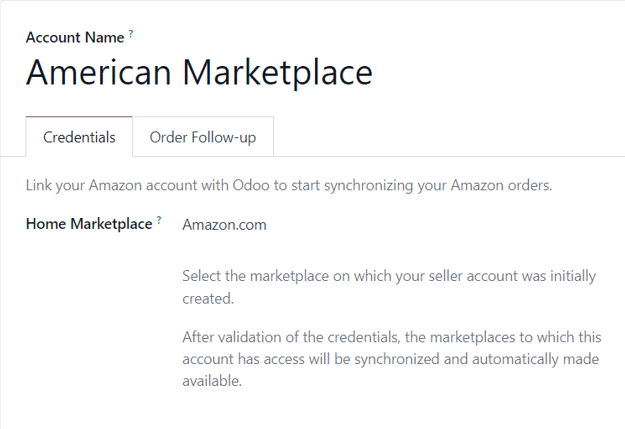 Account Name ?
American Marketplace
Credentials
Order Follow-up
Link your Amazon account with Odoo to start synchronizing your Amazon orders.
Home Marketplace ?
Amazon.com
Select the marketplace on which your seller account was initially
created.
After validation of the credentials, the marketplaces to which this
account has access will be synchronized and automatically made
available.